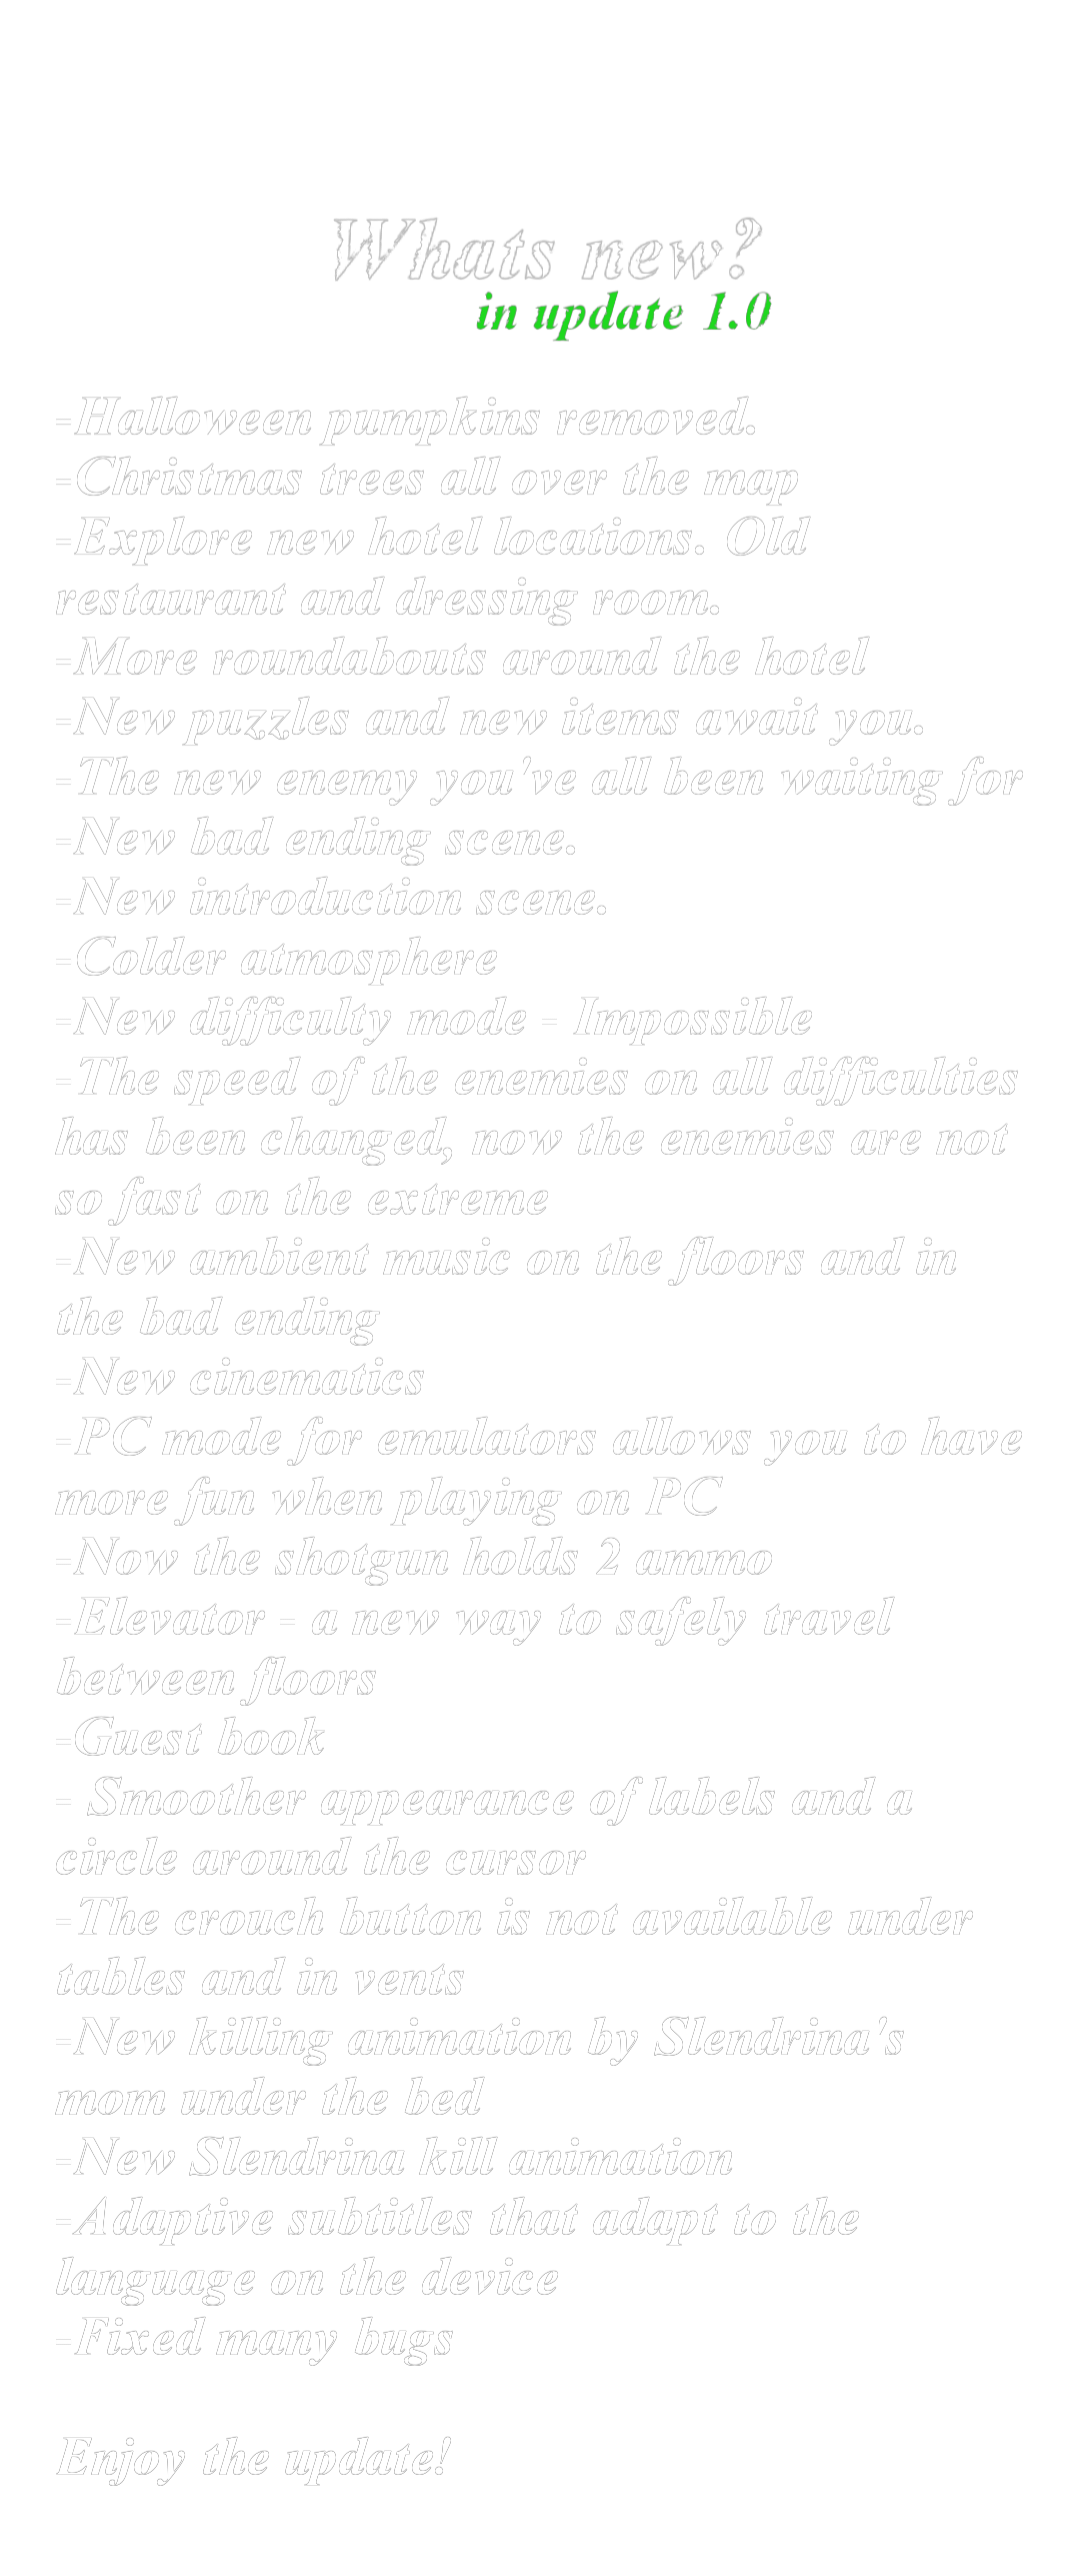 Whats new?
in update 1.0
-Halloween pumpkins removed.
-Christmas trees all over the map
-Explore new hotel locations. Old
restaurant and dressing room.
-More roundabouts around the hotel
-New puzzles and new items await you.
-The new enemy you've all been waiting for
-New bad ending scene.
-New introduction scene.
-Colder atmosphere
-New difficulty mode - Impossible
-The speed of the enemies on all difficulties
has been changed, now the enemies are not
so fast on the extreme
-New ambient music on the floors and in
the bad ending
-New cinematics
-PC mode for emulators allows you to have
more fun when playing on PC
-Now the shotgun holds 2 ammo
-Elevator - a new way to safely travel
between floors
-Guest book
- Smoother appearance of labels and a
circle around the cursor
-The crouch button is not available under
tables and in vents
-New killing animation by Slendrina's
mom under the bed
-New Slendrina kill animation
-Adaptive subtitles that adapt to the
language on the device
-Fixed many bugs
Enjoy the update!